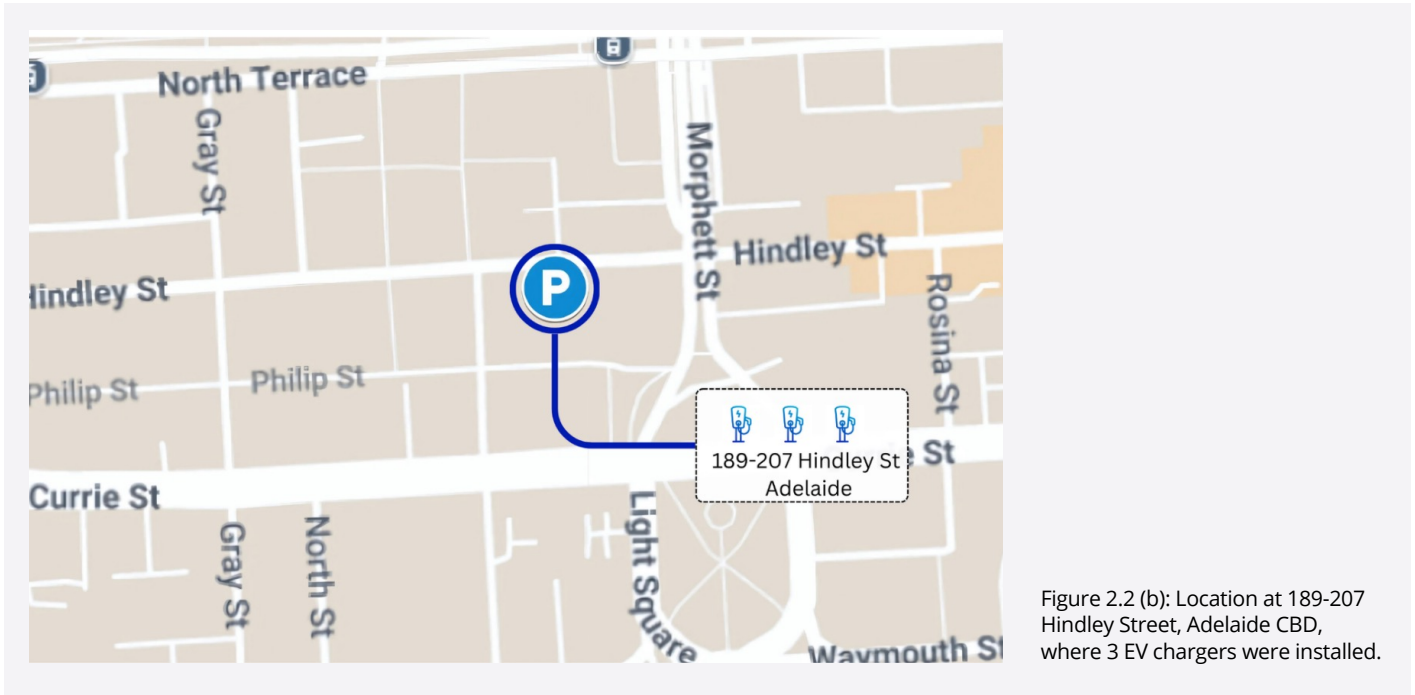 North Terrace
Gray St
Morphett St
Hindley St
Hindley St
P
Rosina St
Philip St
Philip St
189-207 Hindley St
Adelaide
St
Currie St
Gray St
North St
Light Square
Waymouth St
Figure 2.2 (b): Location at 189-207
Hindley Street, Adelaide CBD,
where 3 EV chargers were installed.